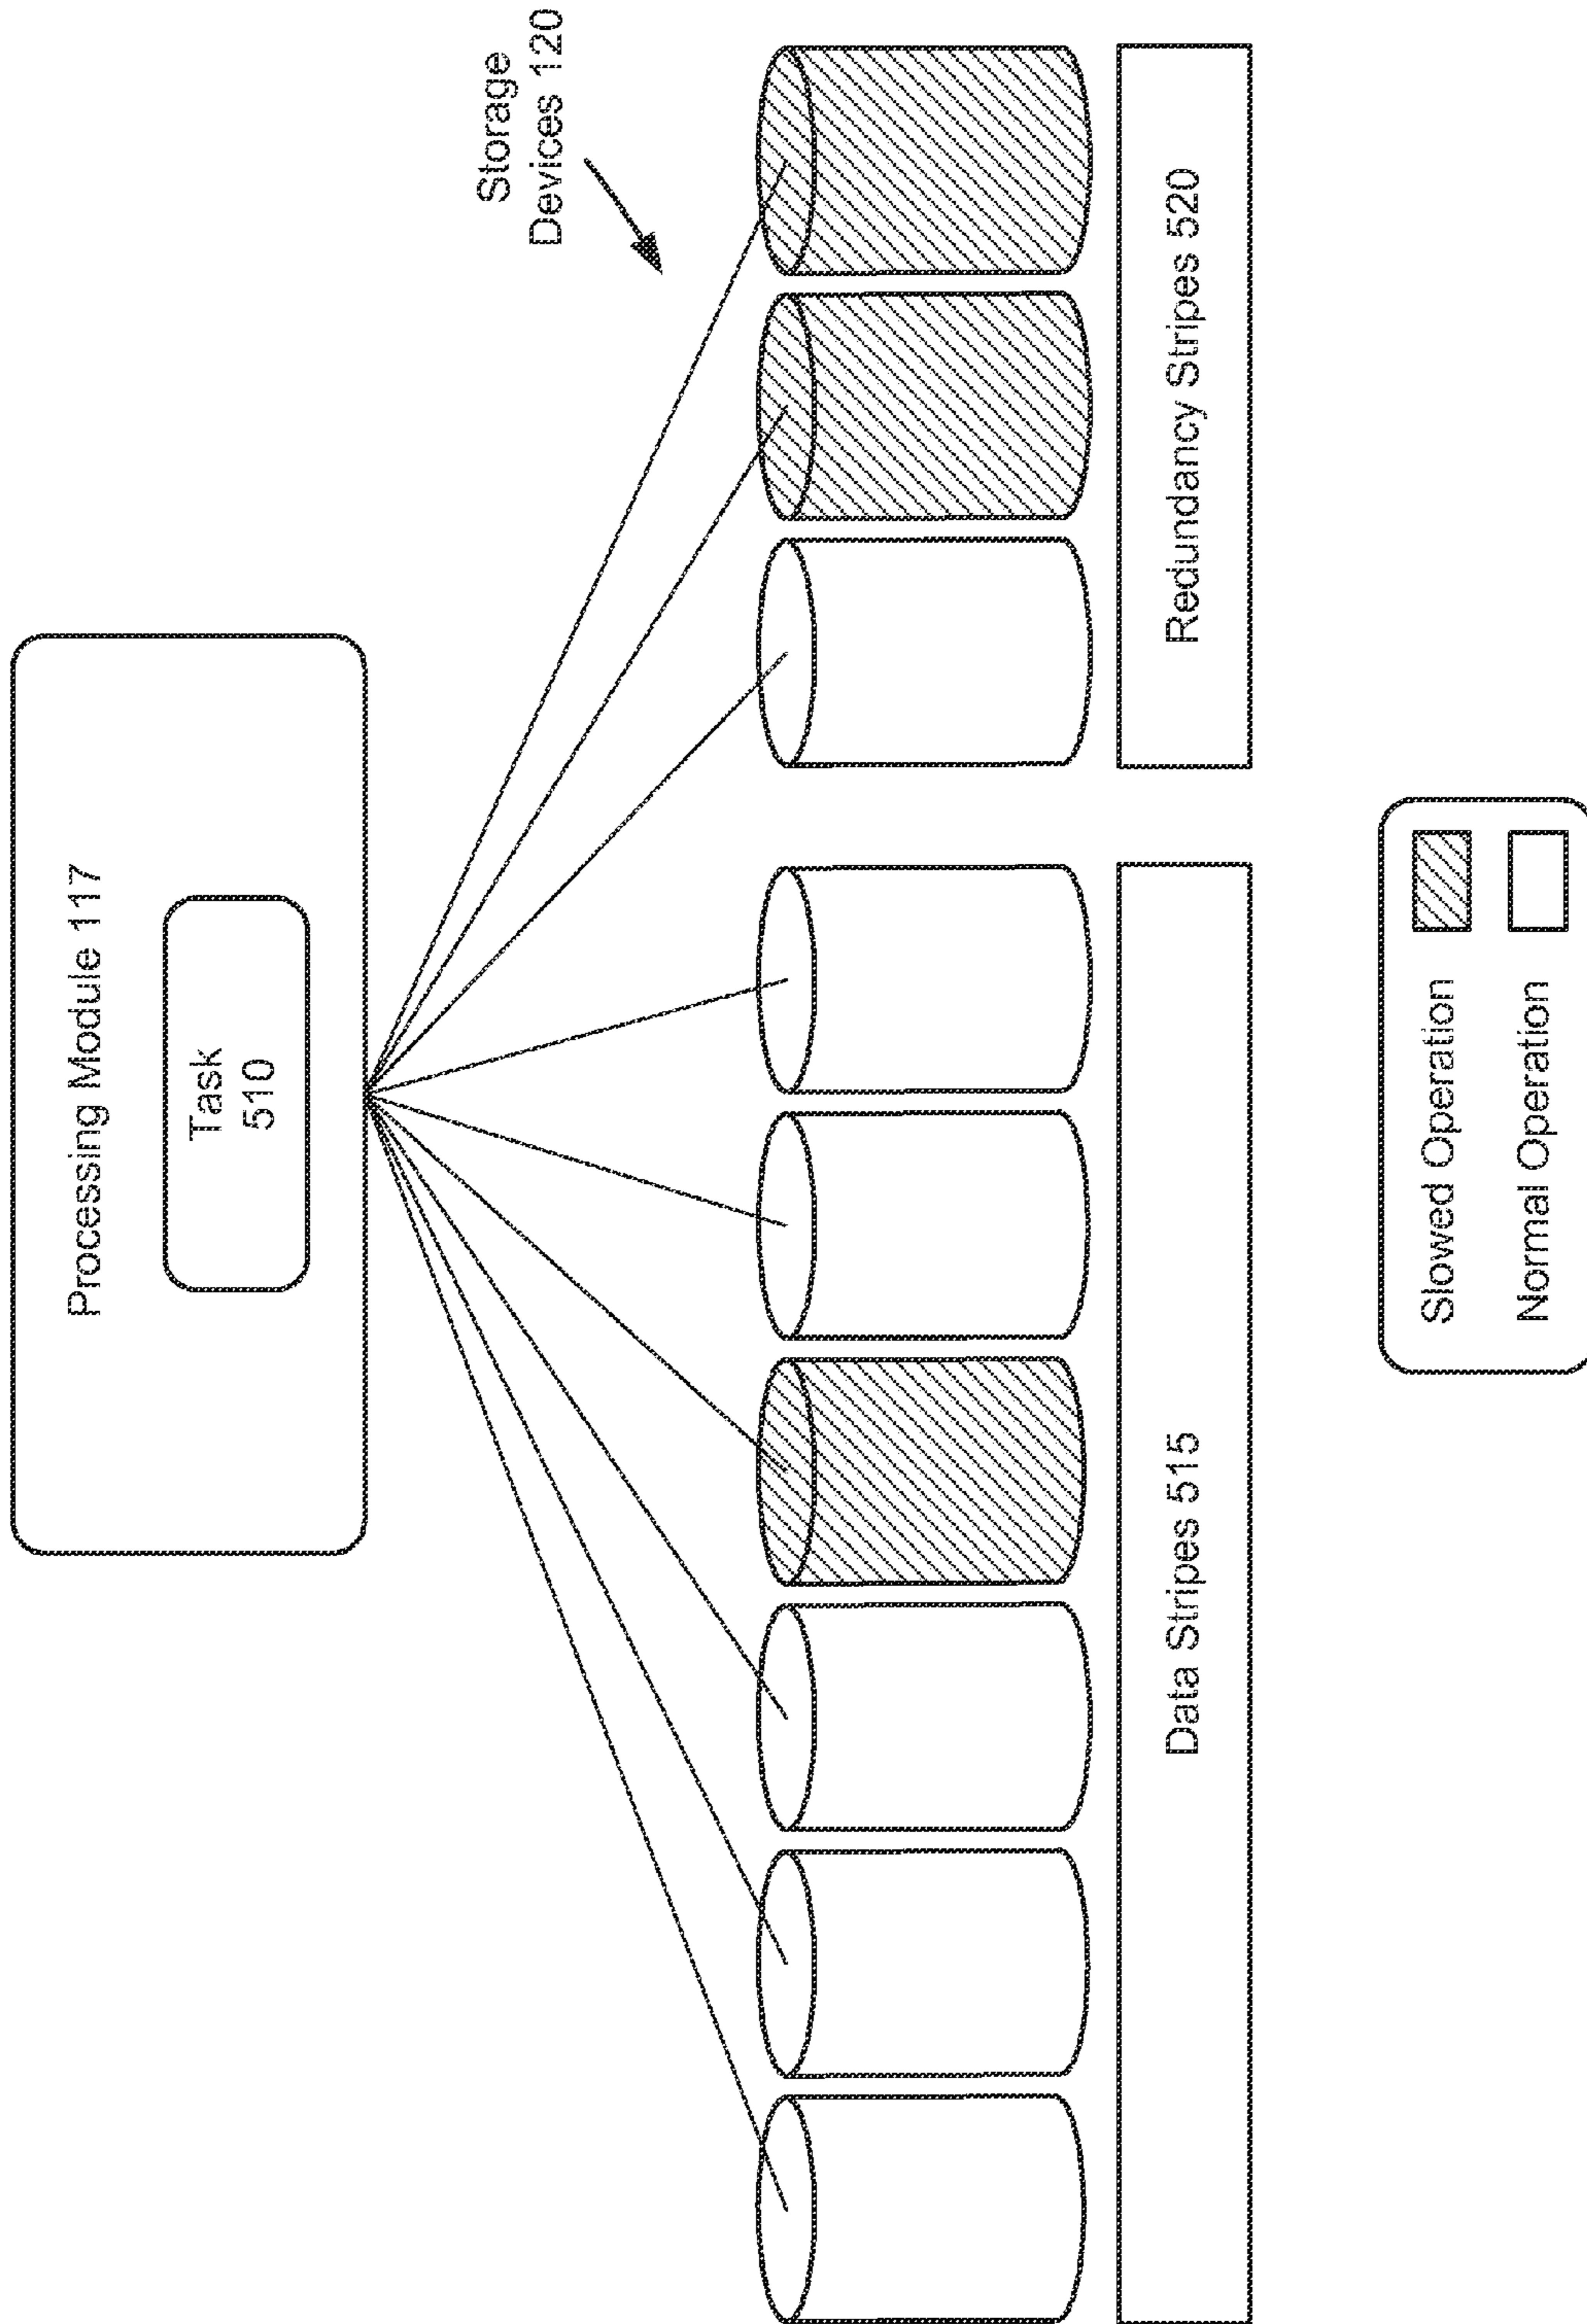 Processing Module 117
Task
510
Storage
Devices 120
Data Stripes 515
Redundancy Stripes 520
Slowed Operation
Normal Operation